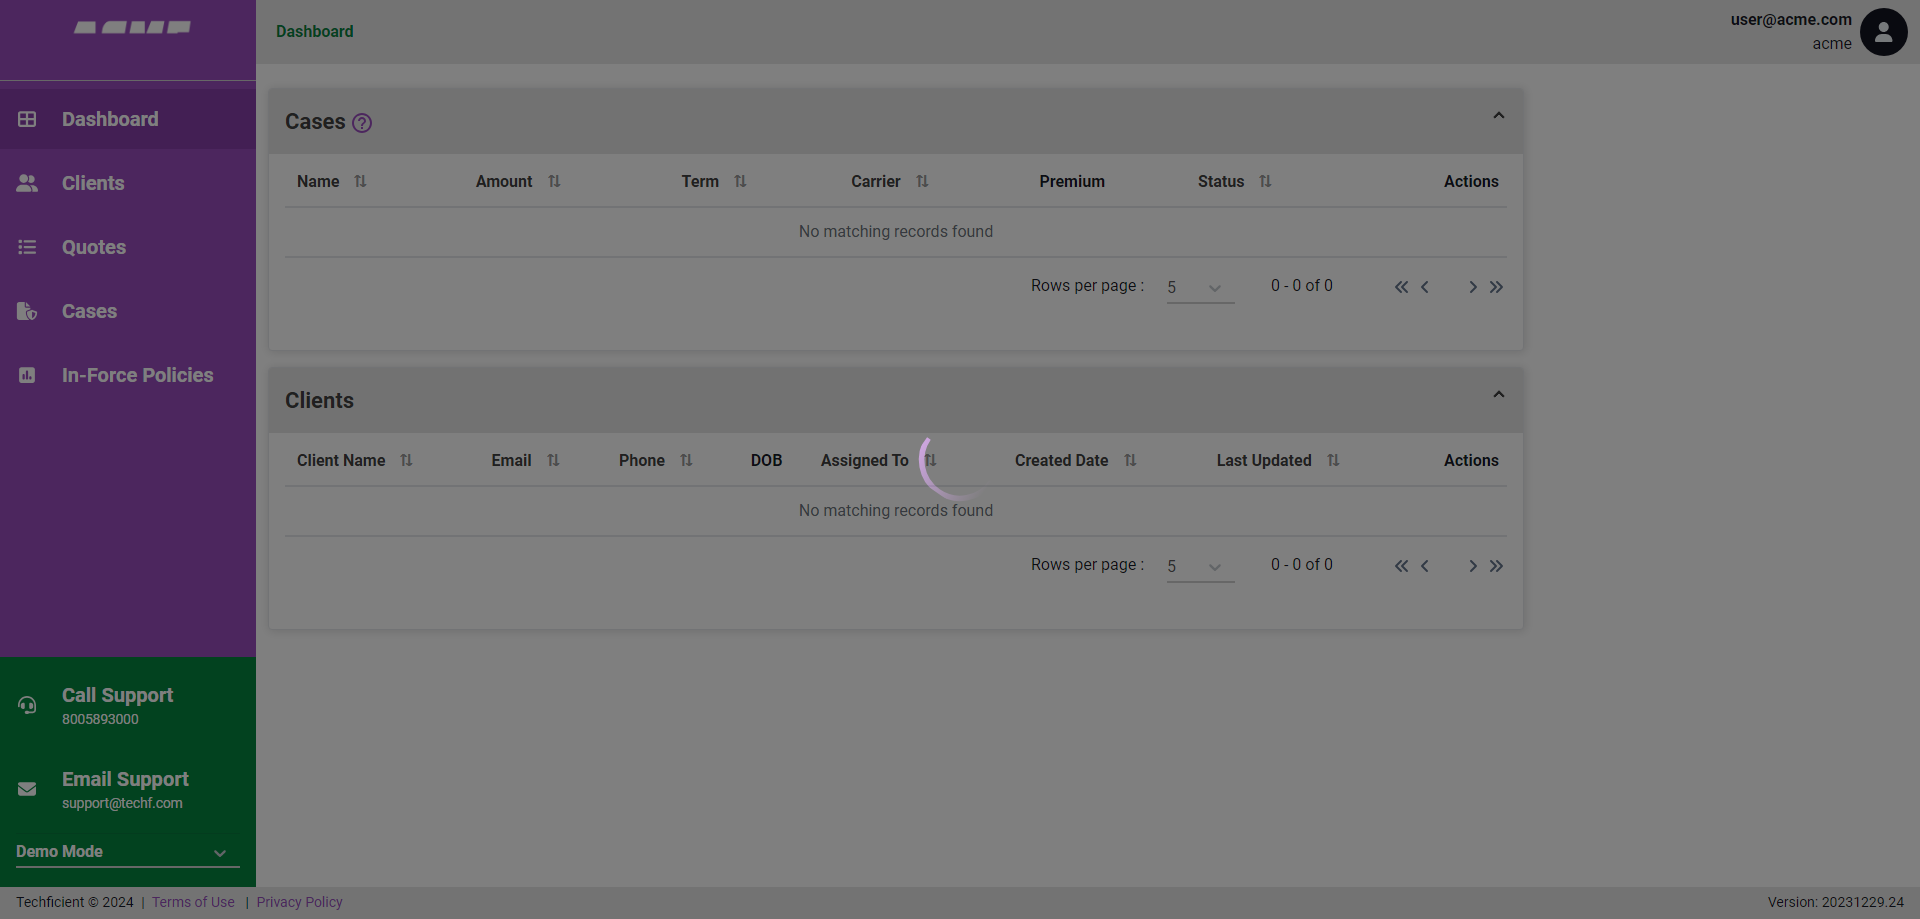 Dashboard
user@acme.com
acme
Dashboard
Clients
Quotes
Cases
In-Force Policies
Call Support
8005893000
Email Support
support@techf.com
Demo Mode
Cases ?
Name Amount Term Carrier Premium Status Actions
No matching records found
Rows per page : 5 0 - 0 of 0
Clients
Client Name Email Phone DOB Assigned To Created Date Last Updated Actions
No matching records found
Rows per page : 5 0 - 0 of 0
Techficient © 2024 | Terms of Use | Privacy Policy
Version: 20231229.24